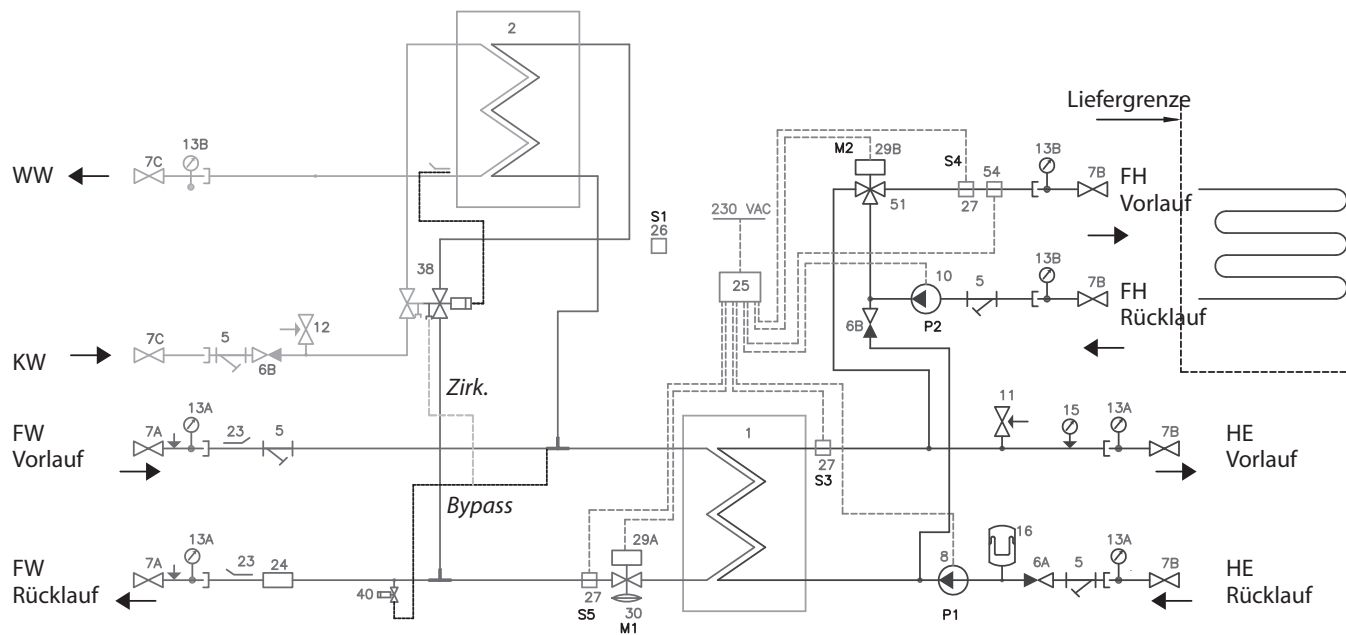 2
Liefergrenze
13B
7C
WW
M2
29B
S4
54
13B
7B
FH
Vorlauf
27
51
230 VAC
S1
26
38
25
10
5
13B
7B
FH
Rücklauf
P2
6B
12
7C
5
6B
KW
Zirk.
13A
7A
23
5
FW
Vorlauf
1
27
S3
11
15
13A
7B
HE
Vorlauf
Bypass
13A
7A
23
24
FW
Rücklauf
40
29A
27
S5
30
M1
8
P1
16
6A
5
13A
7B
HE
Rücklauf